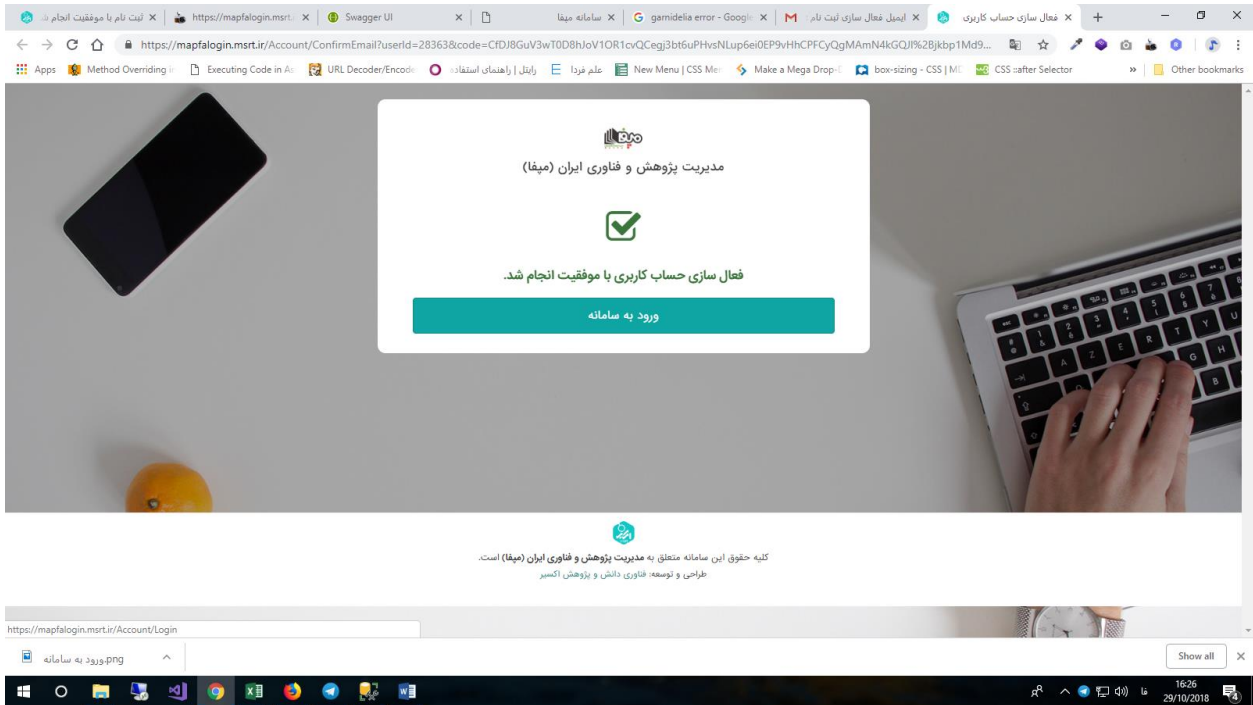 ثبت نام با موفقیت انجام شد
https://mapfalogin.msrt.
Swagger UI
سامانه میفا
garnidelia error - Google
ایمیل فعال سازی ثبت نام
فعال سازی حساب کاربری
https://mapfalogin.msrt.ir/Account/ConfirmEmail?userId=28363&code=
Apps
Method Overriding in
Executing Code in As
URL Decoder/Encode
رایتل | راهنمای استفاده
علم فردا
New Menu | CSS Men
Make a Mega Drop-D
box-sizing - CSS | MD
CSS ::after Selector
»
Other bookmarks
میفا
مدیریت پژوهش و فناوری ایران (میفا)
فعال سازی حساب کاربری با موفقیت انجام شد.
ورود به سامانه
کلیه حقوق این سامانه متعلق به مدیریت پژوهش و فناوری ایران (میفا) است.
طراحی و توسعه: فناوری دانش و پژوهش اکسیر
https://mapfalogin.msrt.ir/Account/Login
ورود به سامانه.png
Show all
فا
16:26
29/10/2018
4